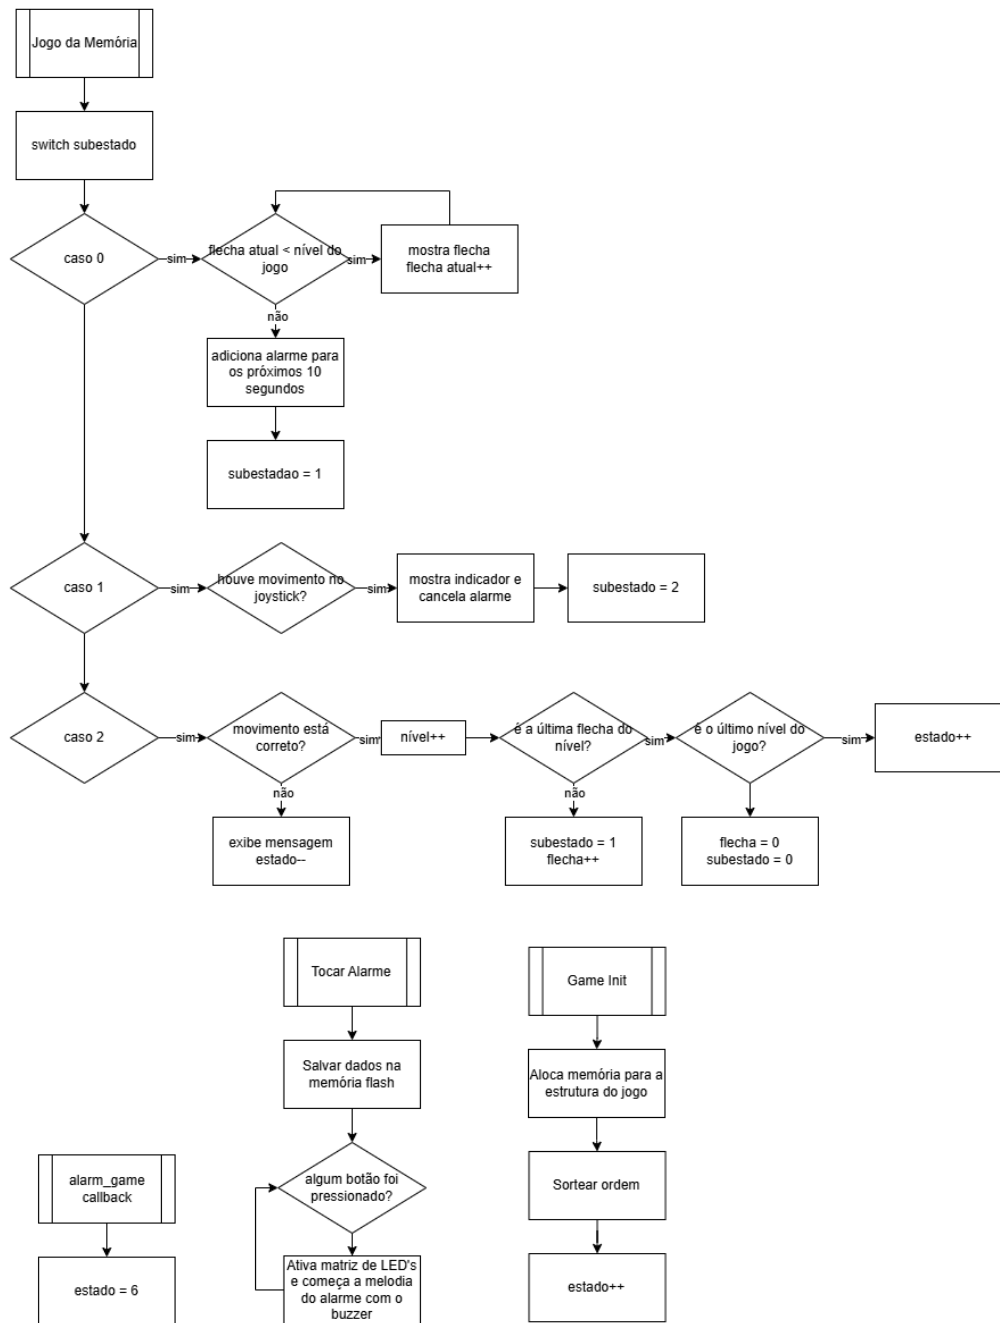 Jogo da Memória
switch subestado
caso 0
sim
flecha atual < nível do
jogo
sim
mostra flecha
flecha atual++
não
adiciona alarme para
os próximos 10
segundos
subestadao = 1
caso 1
sim
houve movimento no
joystick?
sim
mostra indicador e
cancela alarme
subestado = 2
caso 2
sim
movimento está
correto?
sim
nível++
é a última flecha do
nível?
sim
é o último nível do
jogo?
sim
estado++
não
exibe mensagem
estado--
não
subestado = 1
flecha++
flecha = 0
subestado = 0
Tocar Alarme
Salvar dados na
memória flash
algum botão foi
pressionado?
Ativa matriz de LED's
e começa a melodia
do alarme com o
buzzer
Game Init
Aloca memória para a
estrutura do jogo
Sortear ordem
estado++
alarm_game
callback
estado = 6